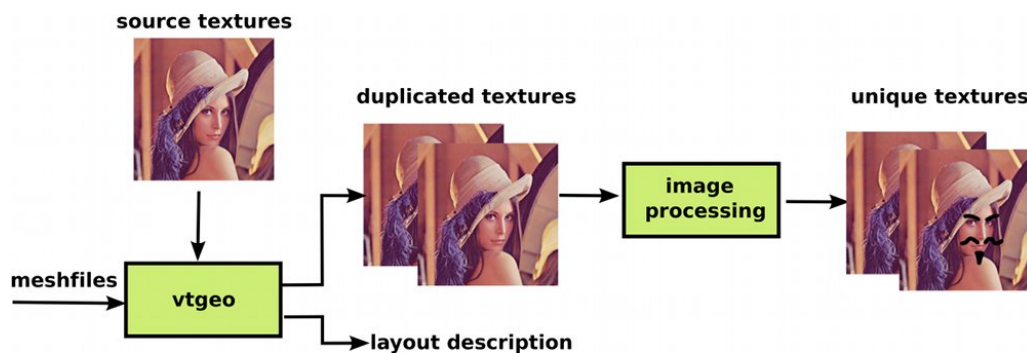 source textures
duplicated textures
unique textures
image
processing
meshfiles
vtgeo
layout description